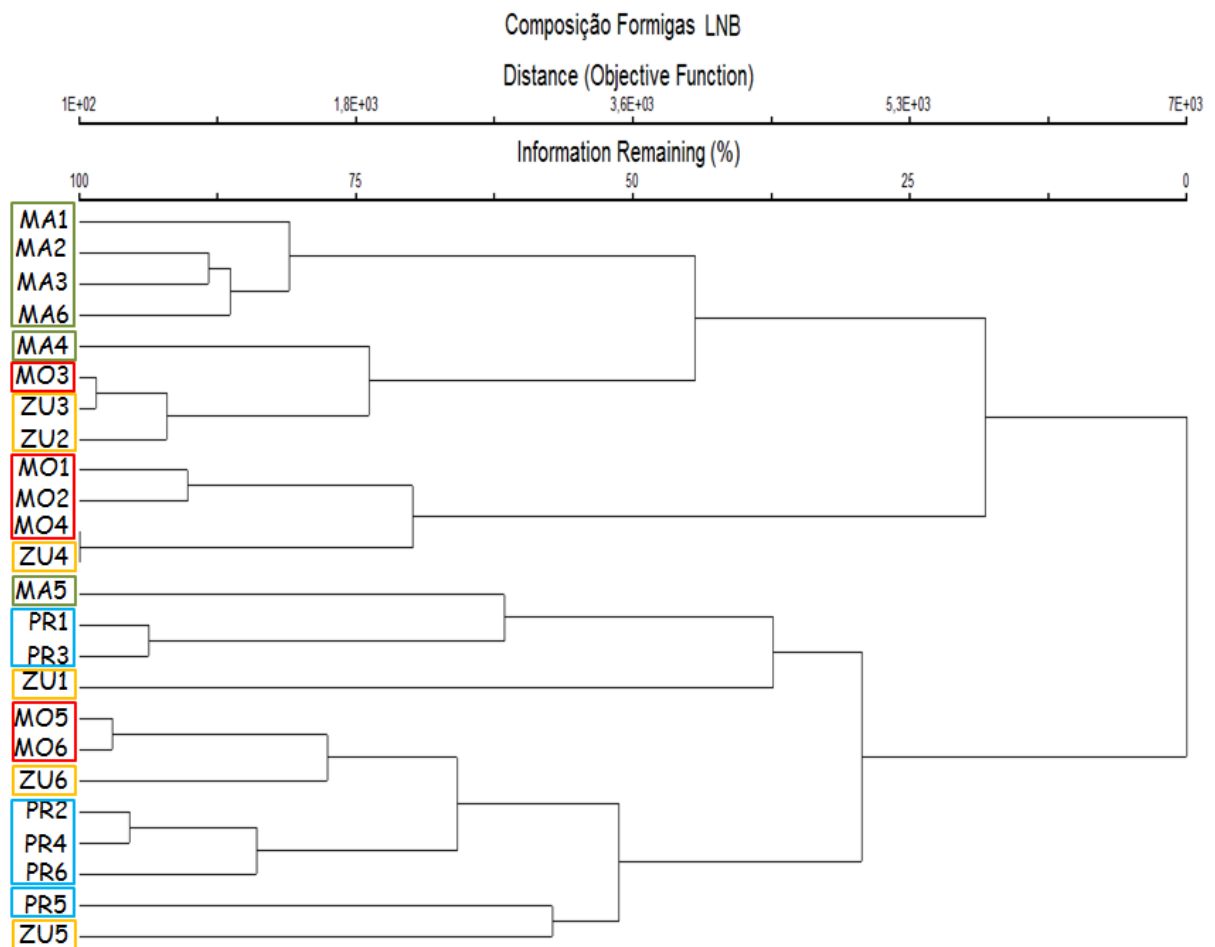 Composição Formigas LNB
Distance (Objective Function)
1E+02 1,8E+03 3,6E+03 5,3E+03 7E+03
Information Remaining (%)
100 75 50 25 0
MA1
MA2
MA3
MA6
MA4
MO3
ZU3
ZU2
MO1
MO2
MO4
ZU4
MA5
PR1
PR3
ZU1
MO5
MO6
ZU6
PR2
PR4
PR6
PR5
ZU5